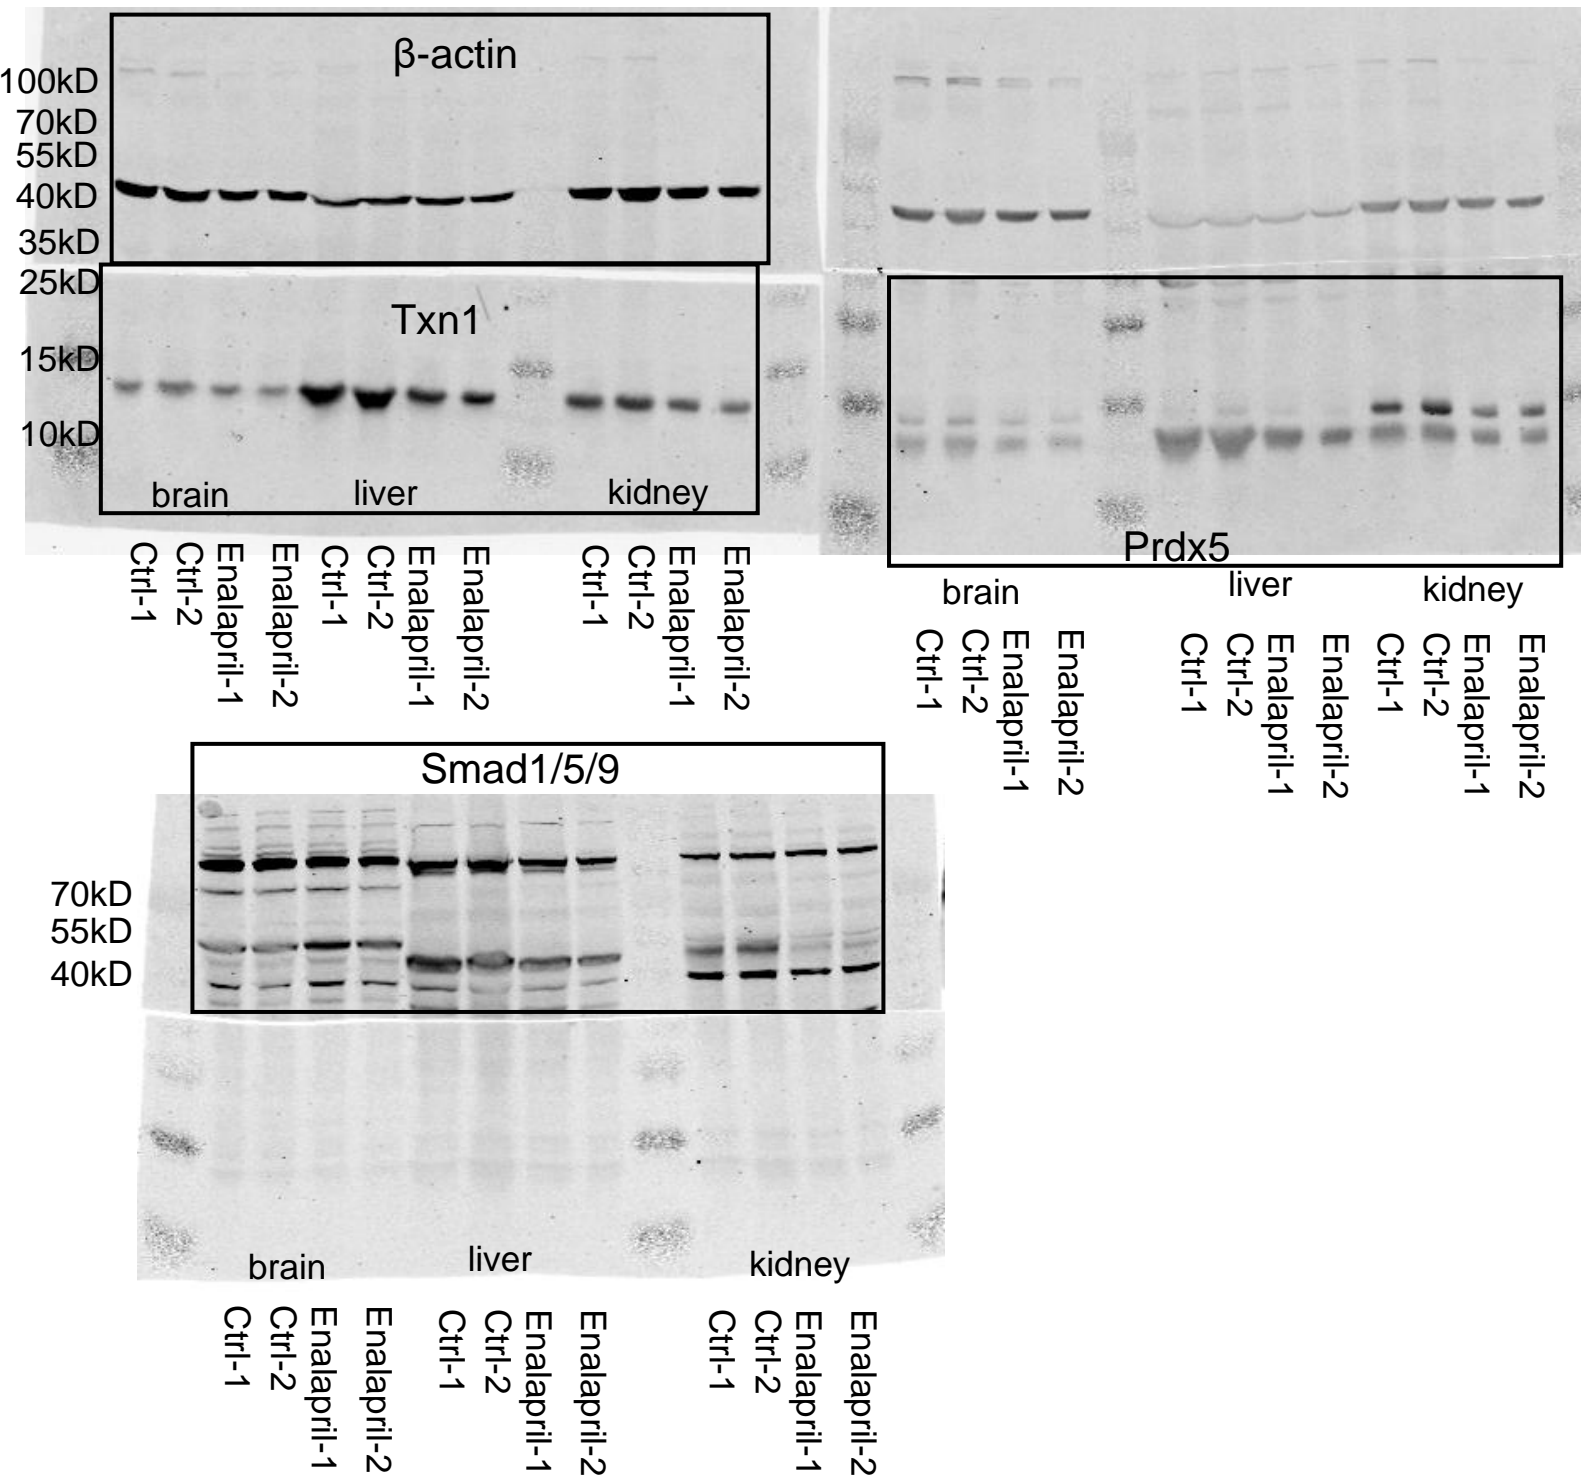 β-actin
100kD
70kD
55kD
40kD
35kD
25kD
Txn1
15kD
10kD
brain liver kidney
Ctrl-1 Ctrl-2 Enalapril-1 Enalapril-2 Ctrl-1 Ctrl-2 Enalapril-1 Enalapril-2 Ctrl-1 Ctrl-2 Enalapril-1 Enalapril-2
Prdx5
brain liver kidney
Ctrl-1 Ctrl-2 Enalapril-1 Enalapril-2 Ctrl-1 Ctrl-2 Enalapril-1 Enalapril-2 Ctrl-1 Ctrl-2 Enalapril-1 Enalapril-2
Smad1/5/9
70kD
55kD
40kD
brain liver kidney
Ctrl-1 Ctrl-2 Enalapril-1 Enalapril-2 Ctrl-1 Ctrl-2 Enalapril-1 Enalapril-2 Ctrl-1 Ctrl-2 Enalapril-1 Enalapril-2